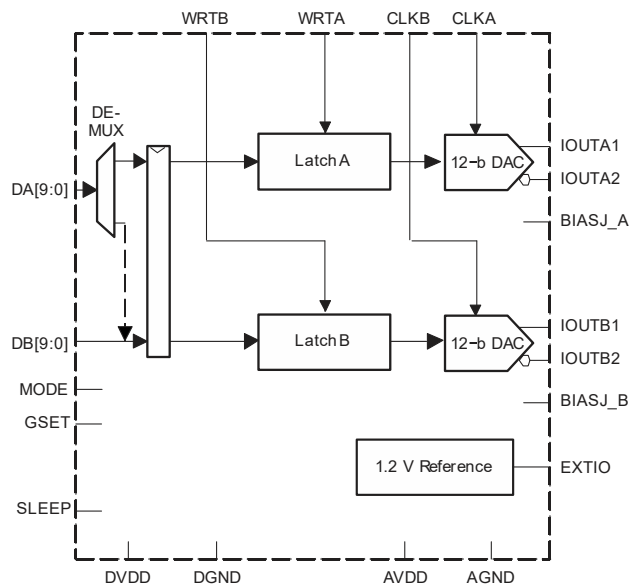 WRTB WRTA CLKB CLKA
DE-
MUX
DA[9:0]
Latch A
12−b DAC
IOUTA1
IOUTA2
BIASJ_A
DB[9:0]
Latch B
12−b DAC
IOUTB1
IOUTB2
MODE
BIASJ_B
GSET
1.2 V Reference
EXTIO
SLEEP
DVDD DGND AVDD AGND